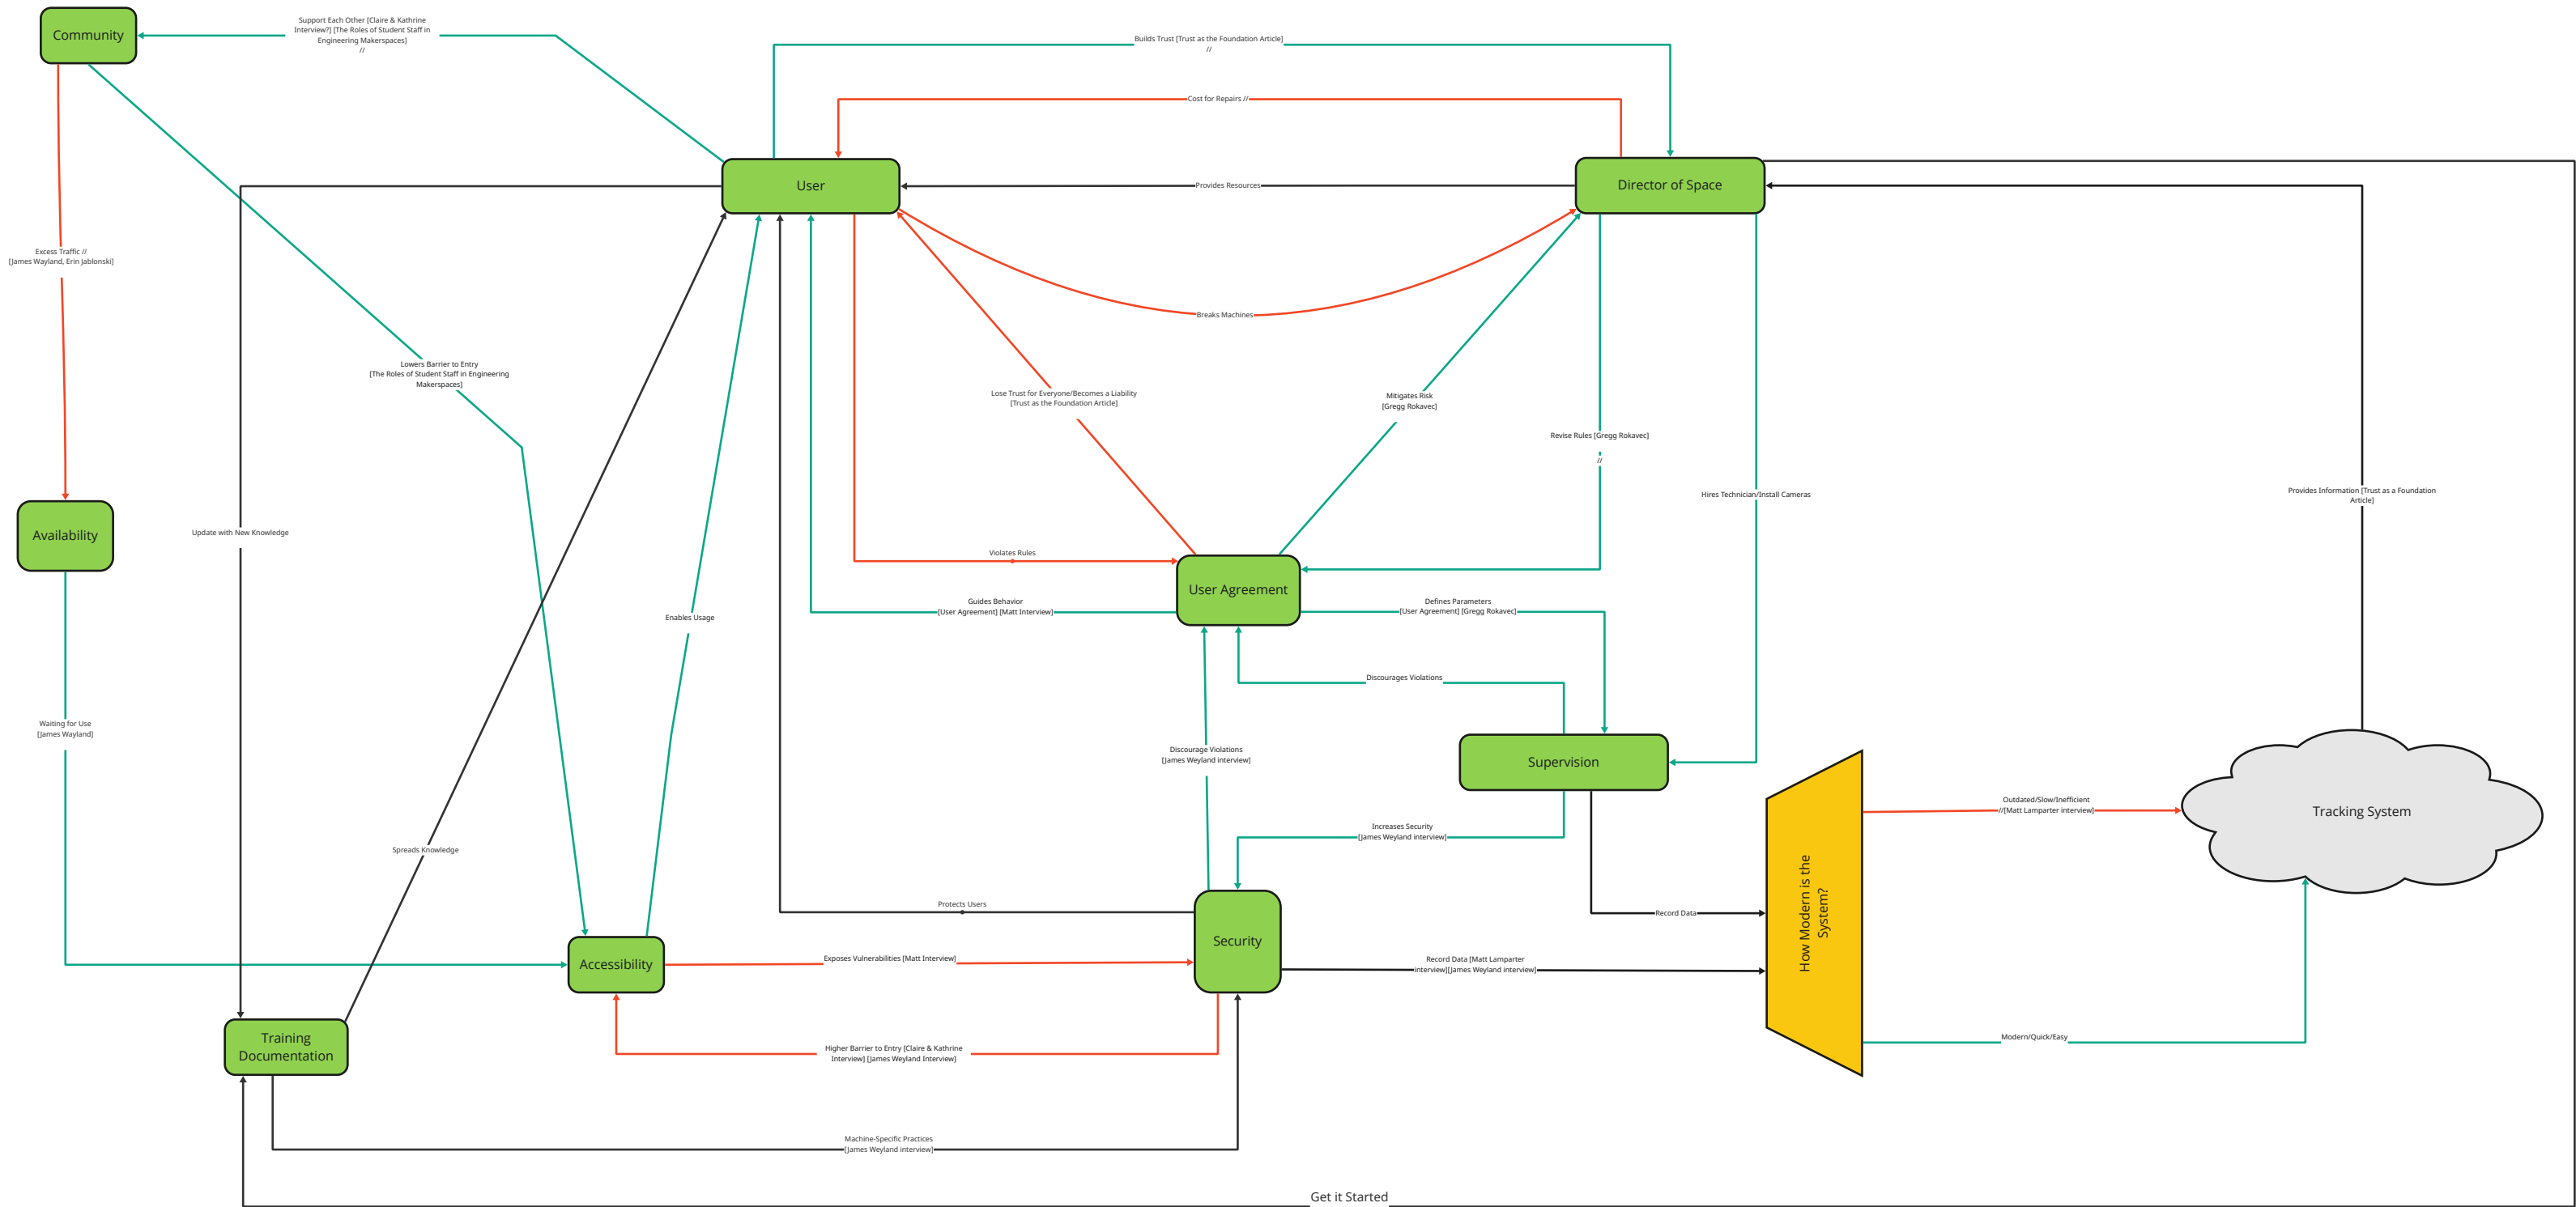 Support Each Other [Claire & Kathrine
Interview?] [The Roles of Student Staff in
Engineering Makerspaces]
//
Community
Builds Trust [Trust as the Foundation Article]
//
Cost for Repairs //
User
Provides Resources
Director of Space
Excess Traffic //
[James Wayland, Erin Jablonski]
Breaks Machines
Lowers Barrier to Entry
[The Roles of Student Staff in Engineering
Makerspaces]
Lose Trust for Everyone/Becomes a Liability
[Trust as the Foundation Article]
Mitigates Risk
[Gregg Rokavec]
Revise Rules [Gregg Rokavec]
//
Hires Technician/Install Cameras
Provides Information [Trust as a Foundation
Article]
Availability
Update with New Knowledge
Violates Rules
User Agreement
Guides Behavior
[User Agreement] [Matt Interview]
Defines Parameters
[User Agreement] [Gregg Rokavec]
Enables Usage
Discourages Violations
Waiting for Use
[James Wayland]
Discourage Violations
[James Weyland interview]
Supervision
Outdated/Slow/Inefficient
//[Matt Lamparter interview]
Tracking System
Increases Security
[James Weyland interview]
Spreads Knowledge
Protects Users
Record Data
How Modern is the
System?
Security
Accessibility
Exposes Vulnerabilities [Matt Interview]
Record Data [Matt Lamparter
interview][James Weyland interview]
Training
Documentation
Higher Barrier to Entry [Claire & Kathrine
Interview] [James Weyland Interview]
Modern/Quick/Easy
Machine-Specific Practices
[James Weyland interview]
Get it Started